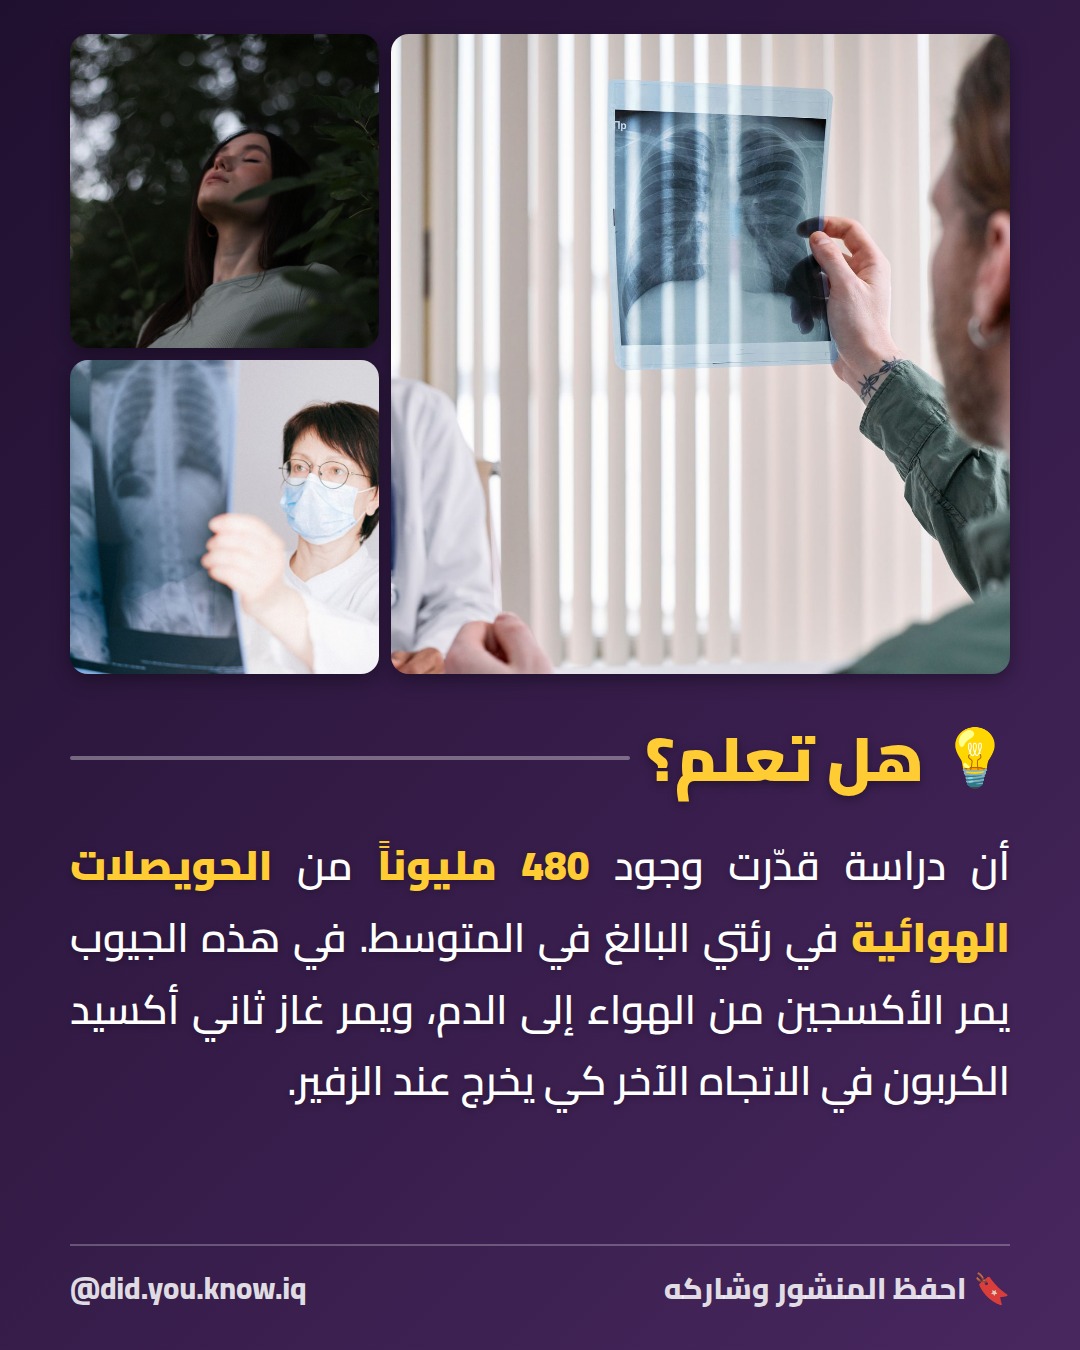 Пр
💡 هل تعلم؟
أن دراسة قدّرت وجود 480 مليوناً من الحويصلات
الهوائية في رئتي البالغ في المتوسط. في هذه الجيوب
يمر الأكسجين من الهواء إلى الدم، ويمر غاز ثاني أكسيد
الكربون في الاتجاه الآخر كي يخرج عند الزفير.
🔖 احفظ المنشور وشاركه
@did.you.know.iq